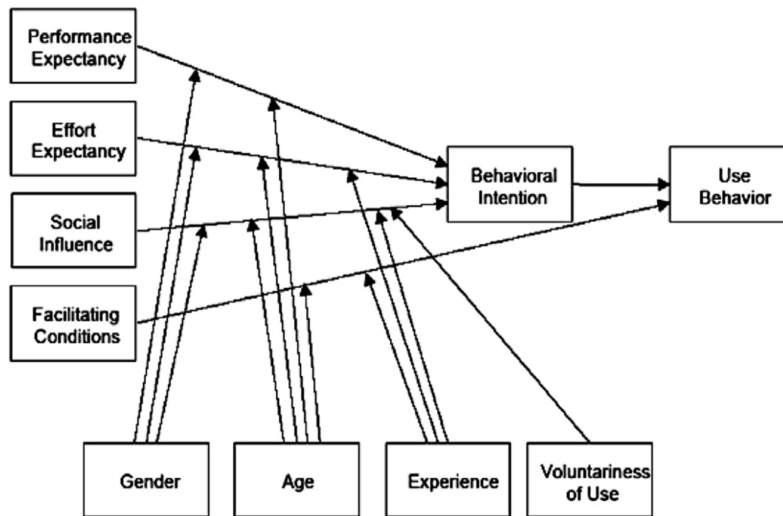 Performance
Expectancy
Effort
Expectancy
Social
Influence
Facilitating
Conditions
Behavioral
Intention
Use
Behavior
Gender
Age
Experience
Voluntariness
of Use